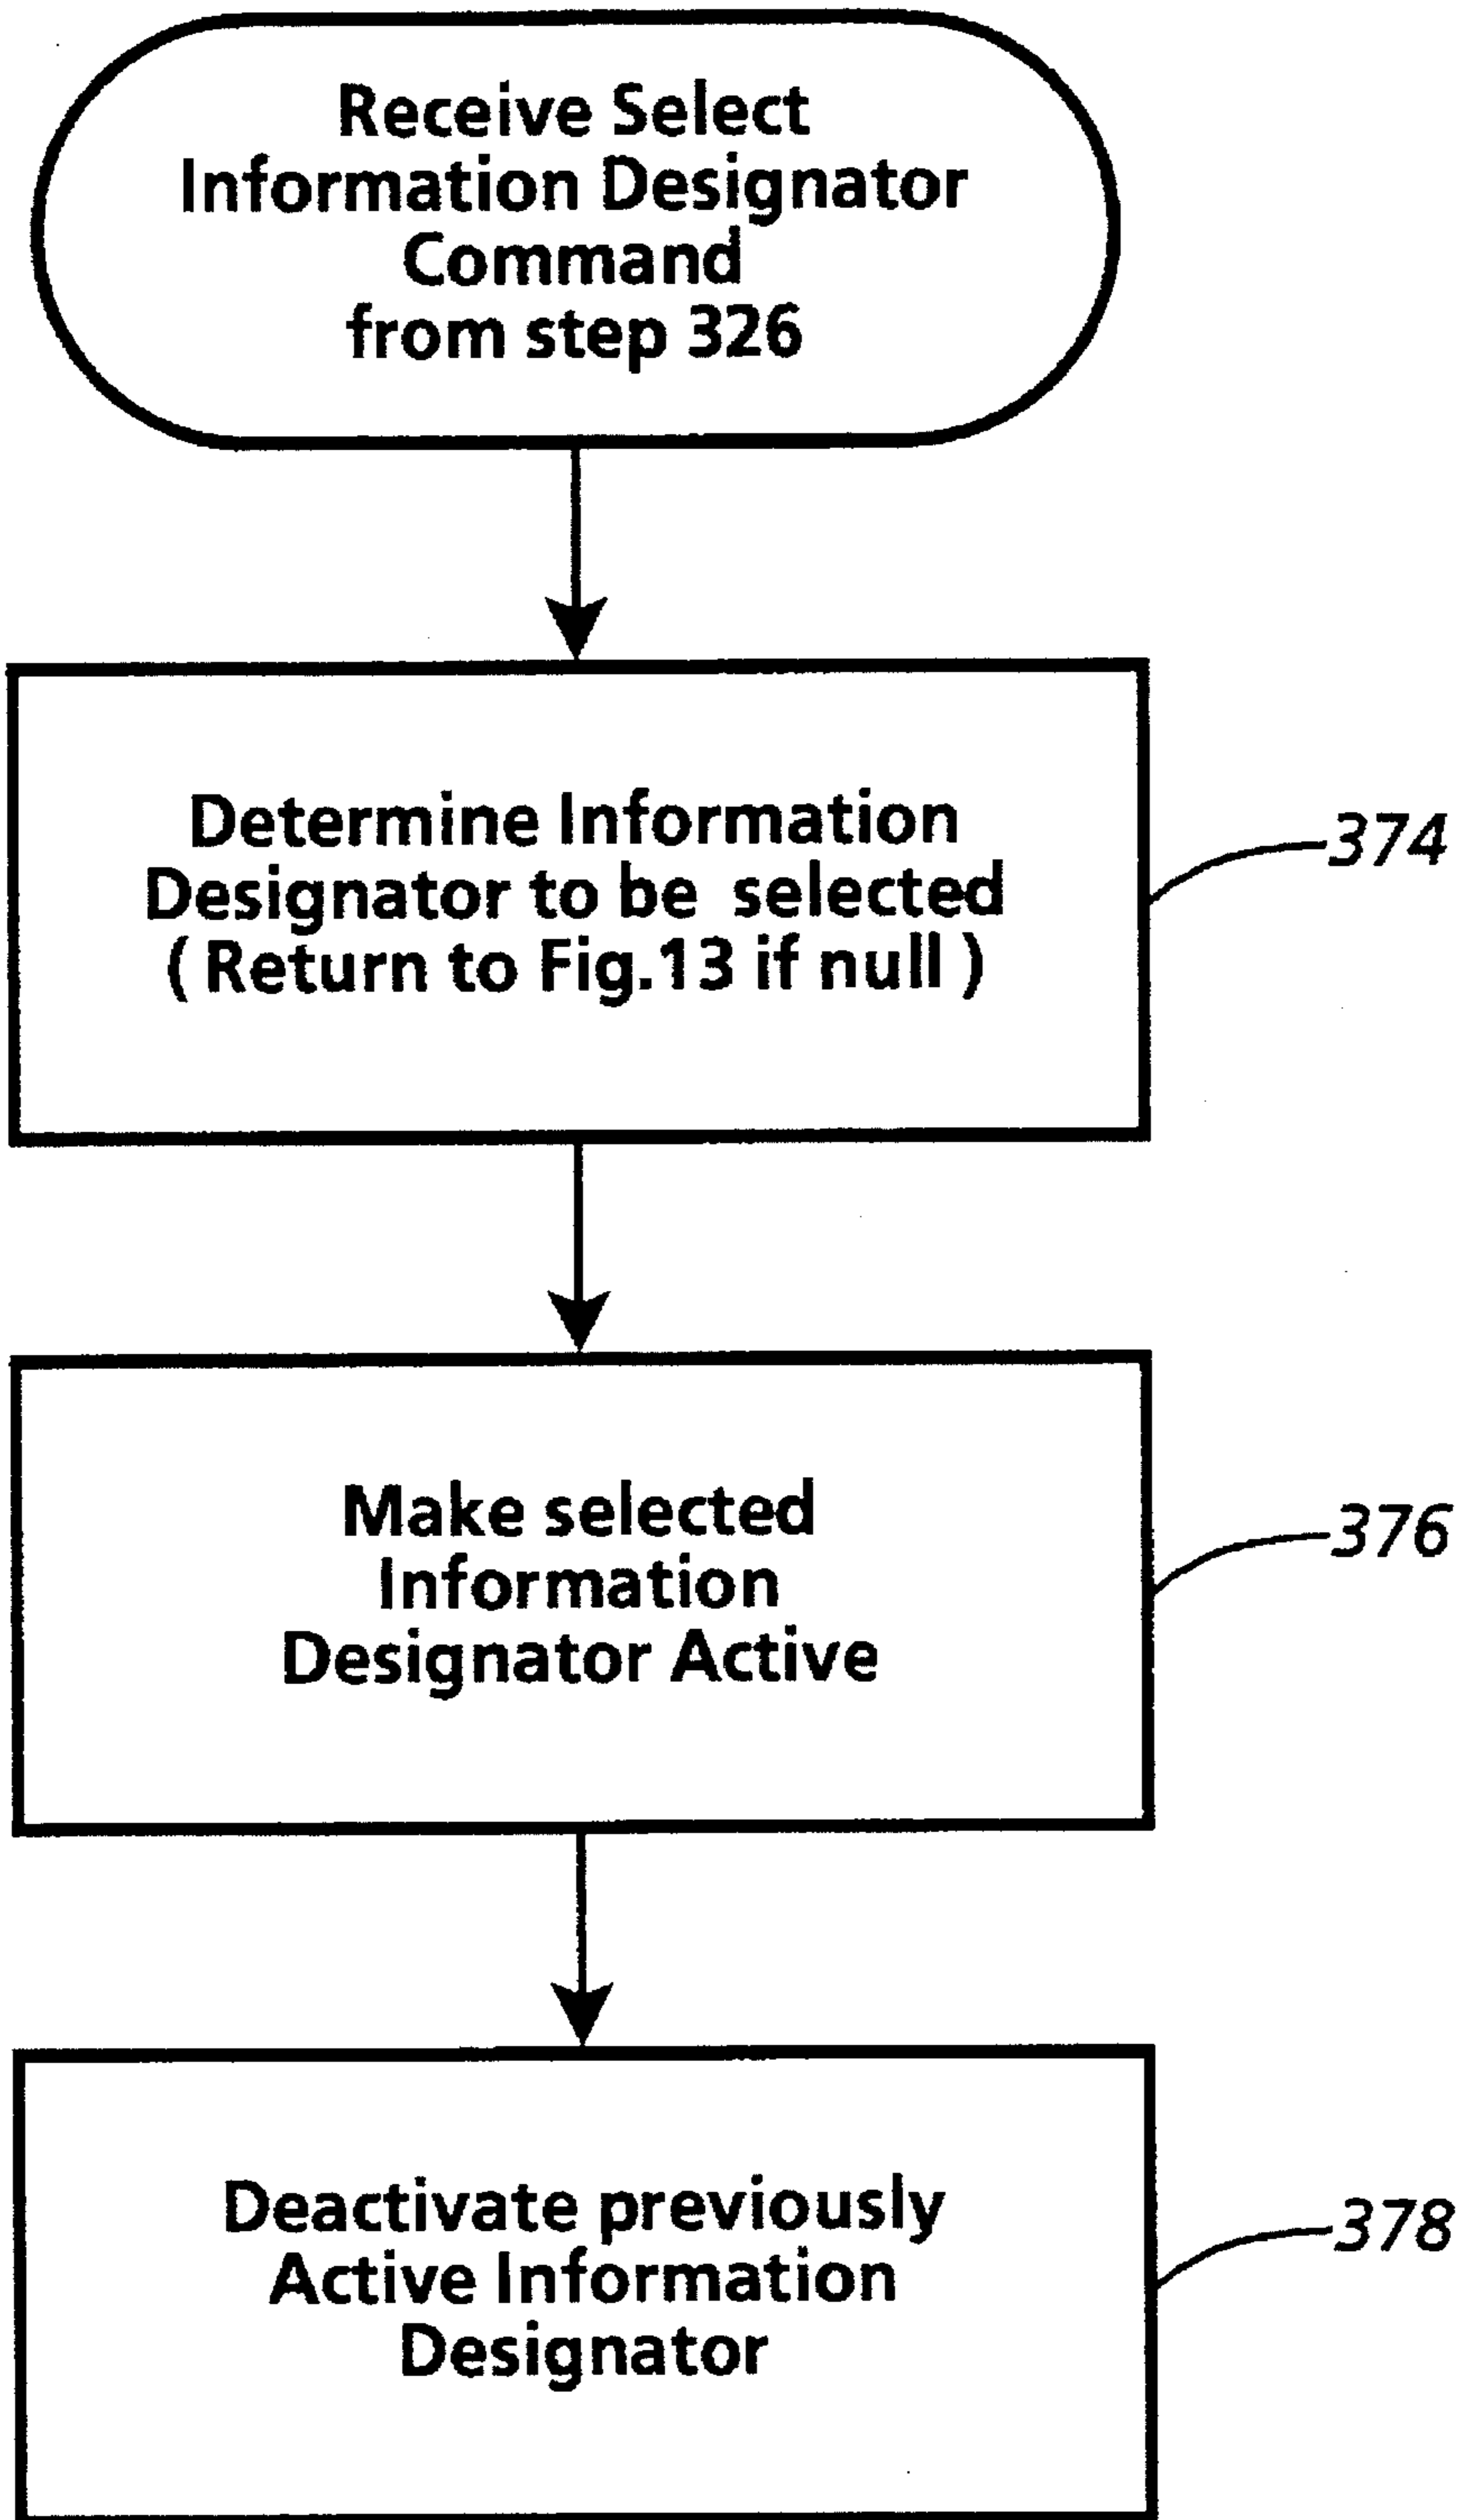 Receive Select
Information Designator
Command
from step 326
Determine Information
Designator to be selected
( Return to Fig.13 if null )
374
Make selected
Information
Designator Active
376
Deactivate previously
Active Information
Designator
378